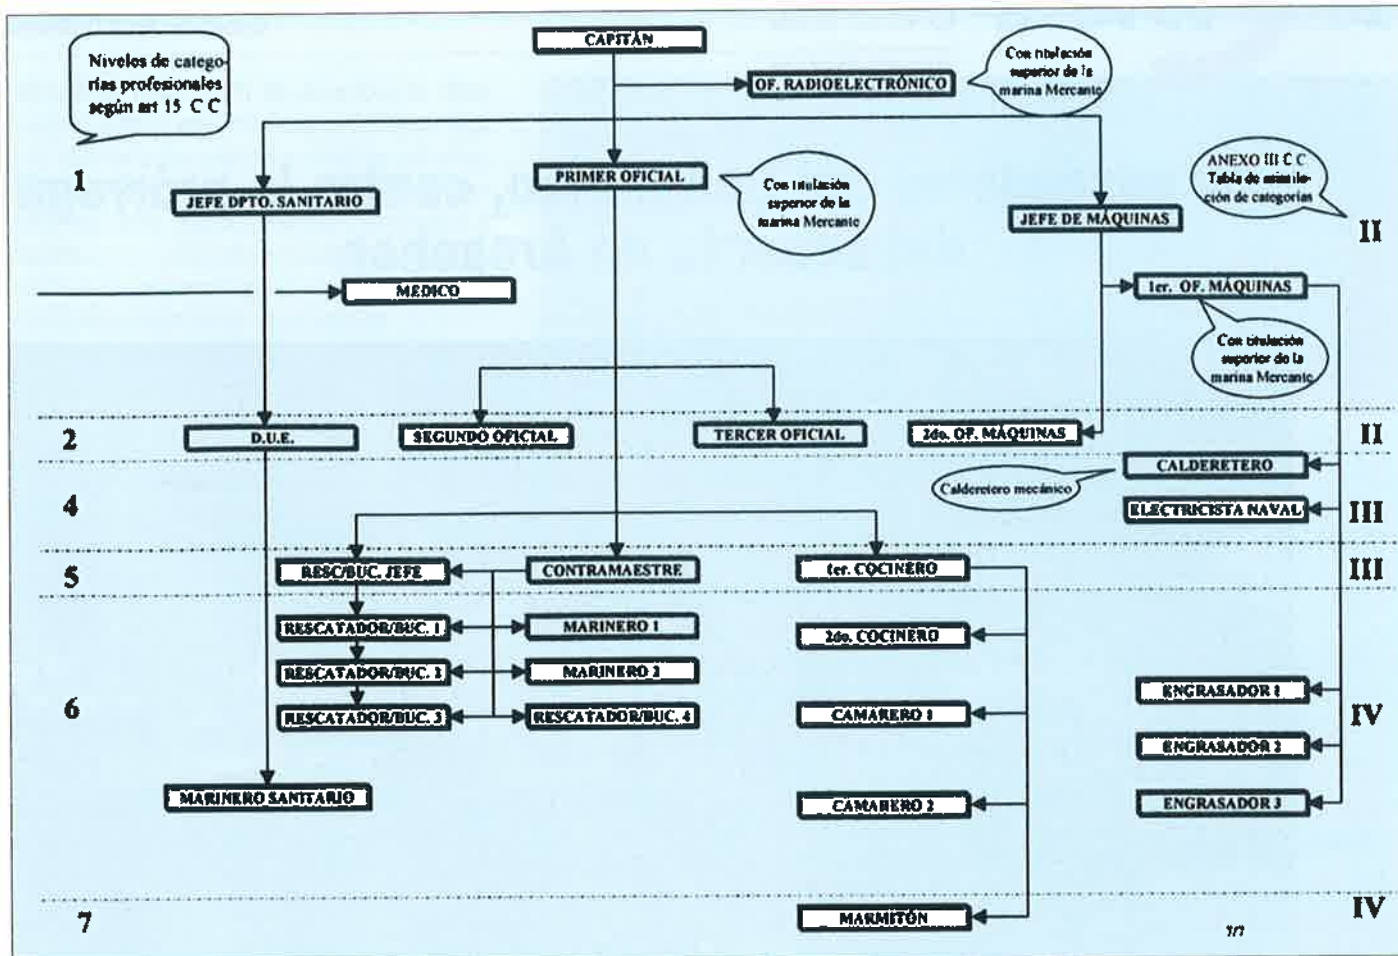 CAPITÁN
Niveles de catego-
rías profesionales
según art 15 C C
Con titulación
superior de la
marina Mercante
OF. RADIOELECTRÓNICO
1
PRIMER OFICIAL
ANEXO III C C
Tabla de asimila-
ción de categorías
JEFE DPTO. SANITARIO
Con titulación
superior de la
marina Mercante
JEFE DE MÁQUINAS
II
MEDICO
1er. OF. MÁQUINAS
Con titulación
superior de la
marina Mercante
2
D.U.E.
SEGUNDO OFICIAL
TERCER OFICIAL
2do. OF. MÁQUINAS
II
CALDERETERO
Calderetero mecánico
4
ELECTRICISTA NAVAL
III
5
RESC/BUC. JEFE
CONTRAMAESTRE
1er. COCINERO
III
RESCATADOR/BUC. 1
MARINERO 1
2do. COCINERO
RESCATADOR/BUC. 2
MARINERO 2
ENGRASADOR 1
6
RESCATADOR/BUC. 3
RESCATADOR/BUC. 4
CAMARERO 1
IV
ENGRASADOR 2
MARINERO SANITARIO
CAMARERO 2
ENGRASADOR 3
7
MARMITÓN
IV
7/7